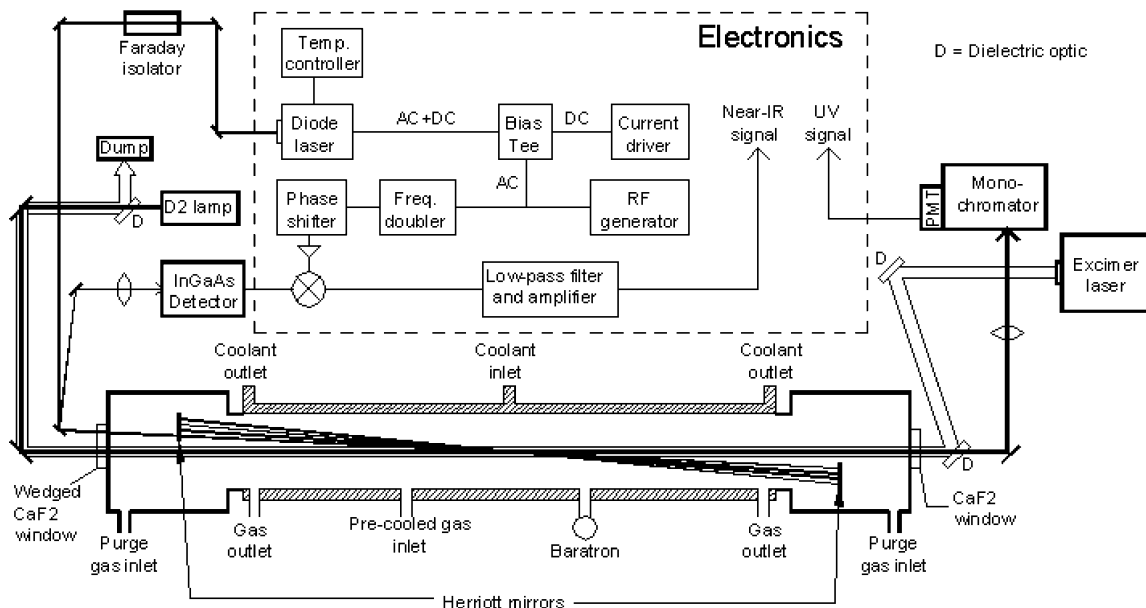 Faraday
isolator
Temp.
controller
Electronics
D = Dielectric optic
Diode
laser
AC+DC
Bias
Tee
DC
Current
driver
Near-IR
signal
UV
signal
Dump
AC
D
D2 lamp
Phase
shifter
Freq.
doubler
RF
generator
PMT
Mono-
chromator
InGaAs
Detector
Low-pass filter
and amplifier
D
Excimer
laser
Coolant
outlet
Coolant
inlet
Coolant
outlet
D
Wedged
CaF2
window
CaF2
window
Purge
gas inlet
Gas
outlet
Pre-cooled gas
inlet
Baratron
Gas
outlet
Purge
gas inlet
Herriott mirrors